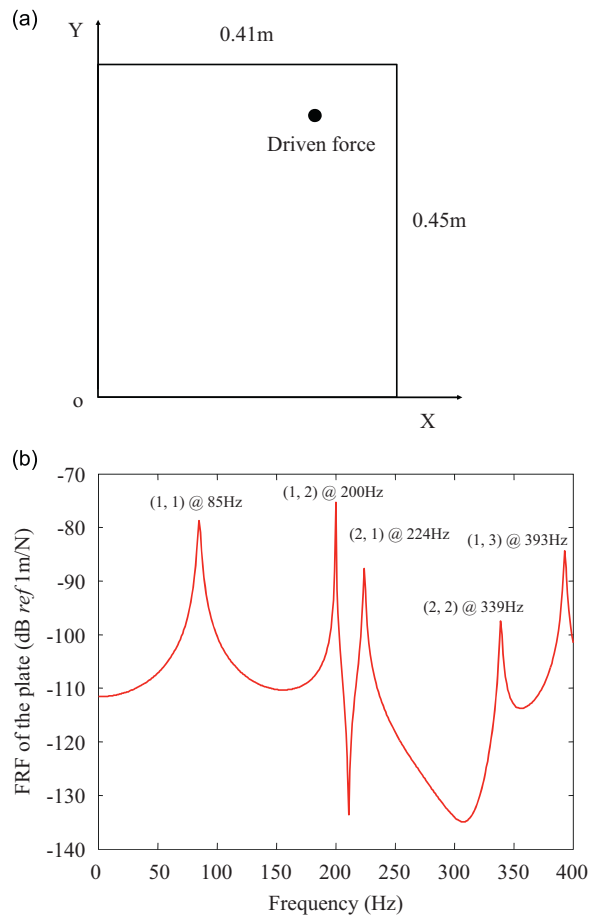 (a)
Y
0.41m
Driven force
0.45m
o
X
(b)
-70
(1, 2) @ 200Hz
(1, 1) @ 85Hz
-80
(2, 1) @ 224Hz
(1, 3) @ 393Hz
-90
(2, 2) @ 339Hz
-100
-110
-120
-130
-140
FRF of the plate (dB ref 1m/N)
0 50 100 150 200 250 300 350 400
Frequency (Hz)